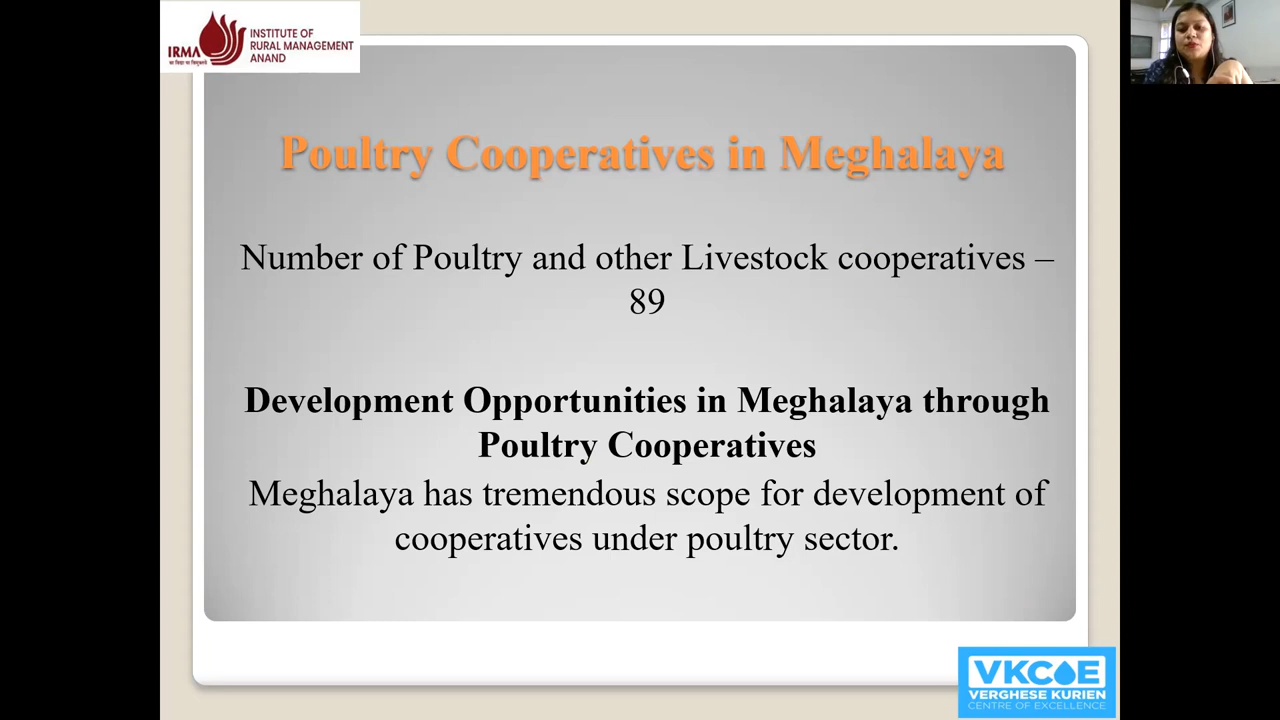 IRMA
INSTITUTE OF
RURAL MANAGEMENT
ANAND
Poultry Cooperatives in Meghalaya
Number of Poultry and other Livestock cooperatives –
89
Development Opportunities in Meghalaya through
Poultry Cooperatives
Meghalaya has tremendous scope for development of
cooperatives under poultry sector.
VKCOE
VERGHESE KURIEN
CENTRE OF EXCELLENCE